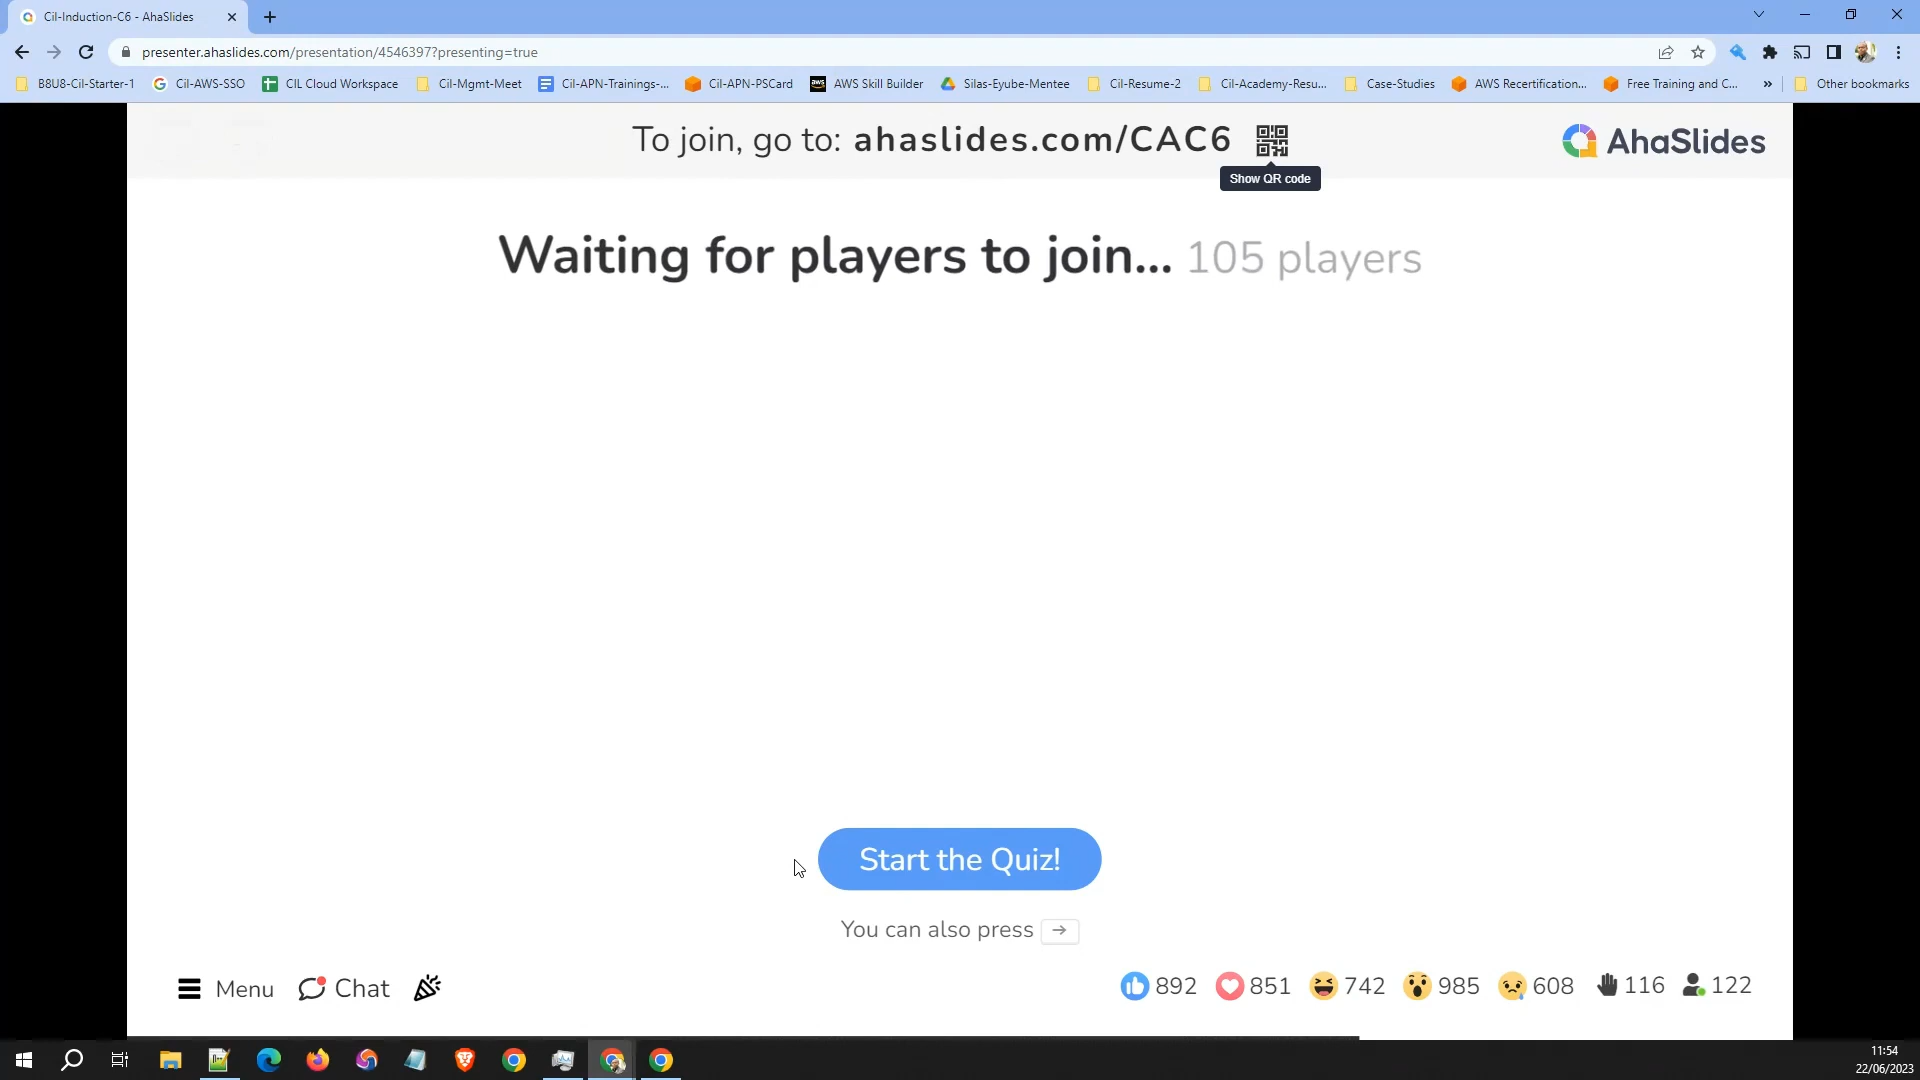 Cil-Induction-C6 - AhaSlides
presenter.ahaslides.com/presentation/4546397?presenting=true
B8U8-Cil-Starter-1 Cil-AWS-SSO CIL Cloud Workspace Cil-Mgmt-Meet Cil-APN-Trainings-... Cil-APN-PSCard aws AWS Skill Builder Silas-Eyube-Mentee Cil-Resume-2 Cil-Academy-Resu... Case-Studies AWS Recertification... Free Training and C... » Other bookmarks
To join, go to: ahaslides.com/CAC6
AhaSlides
Show QR code
Waiting for players to join... 105 players
Start the Quiz!
You can also press →
Menu Chat 892 851 742 985 608 116 122
11:54
22/06/2023